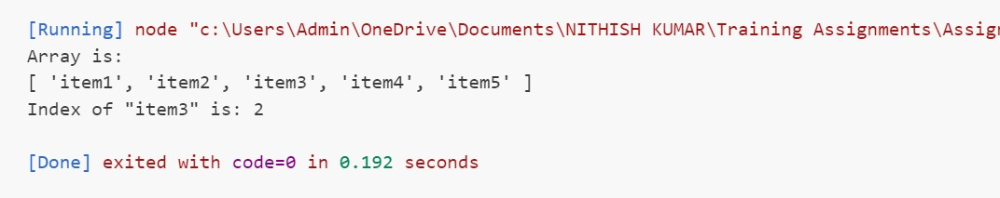 [Running] node "c:\Users\Admin\OneDrive\Documents\NITHISH KUMAR\Training Assignments\Assign
Array is:
[ 'item1', 'item2', 'item3', 'item4', 'item5' ]
Index of "item3" is: 2
[Done] exited with code=0 in 0.192 seconds